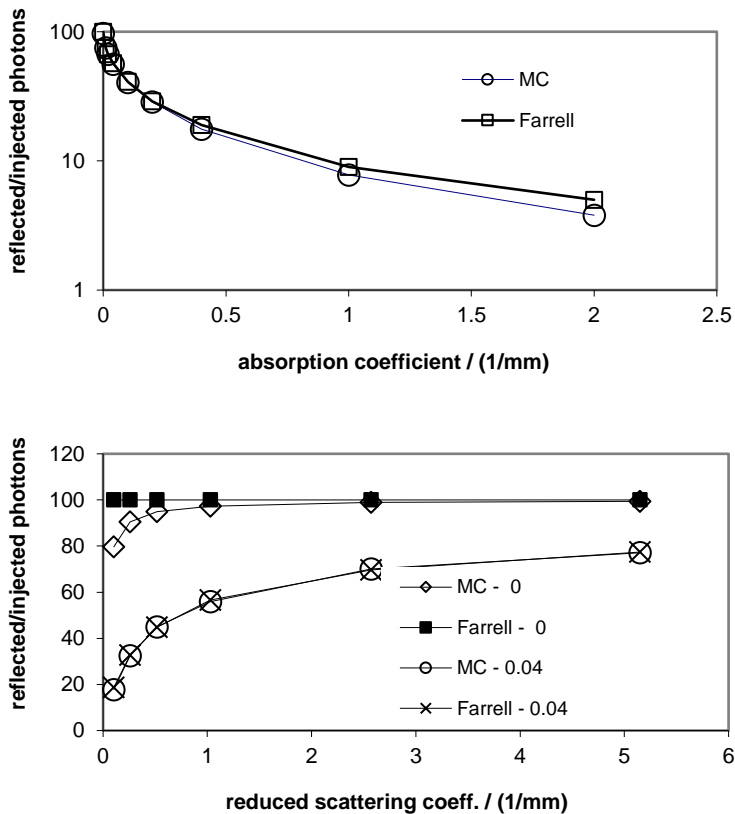 reflected/injected photons
100
10
1
MC
Farrell
0
0.5
1
1.5
2
2.5
absorption coefficient / (1/mm)
reflected/injected phottons
120
100
80
60
40
20
0
MC - 0
Farrell - 0
MC - 0.04
Farrell - 0.04
0
1
2
3
4
5
6
reduced scattering coeff. / (1/mm)